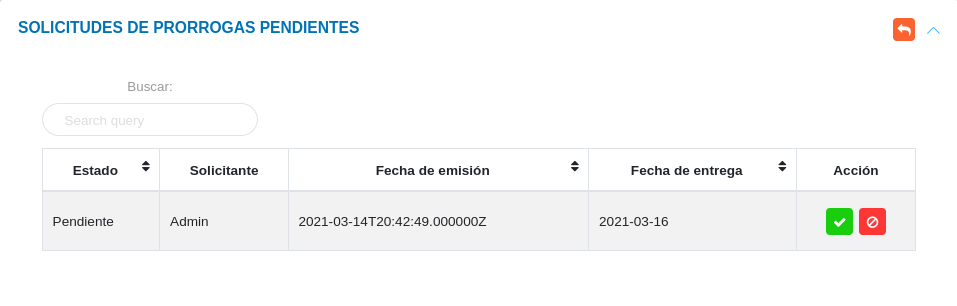 SOLICITUDES DE PRORROGAS PENDIENTES
Buscar:
Search query
Estado Solicitante Fecha de emisión Fecha de entrega Acción
Pendiente Admin 2021-03-14T20:42:49.000000Z 2021-03-16